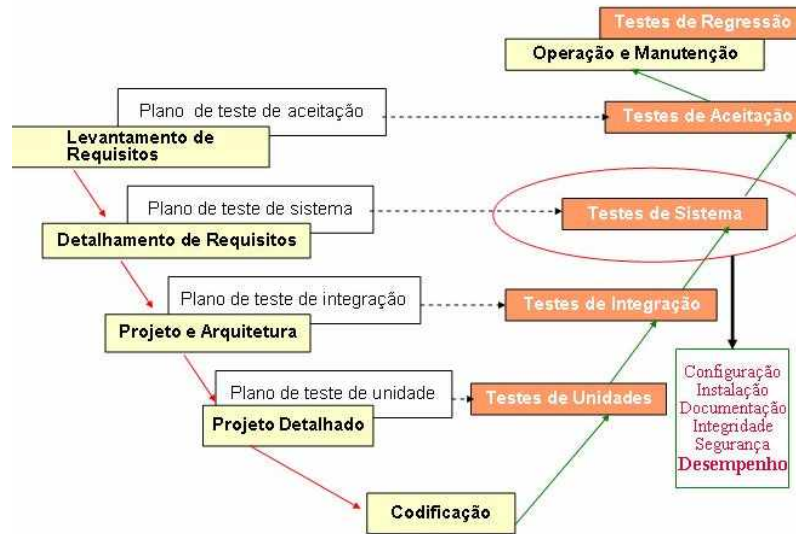 Testes de Regressão
Operação e Manutenção
Plano de teste de aceitação
Testes de Aceitação
Levantamento de
Requisitos
Plano de teste de sistema
Testes de Sistema
Detalhamento de Requisitos
Plano de teste de integração
Testes de Integração
Projeto e Arquitetura
Configuração
Instalação
Documentação
Integridade
Segurança
Desempenho
Plano de teste de unidade
Testes de Unidades
Projeto Detalhado
Codificação